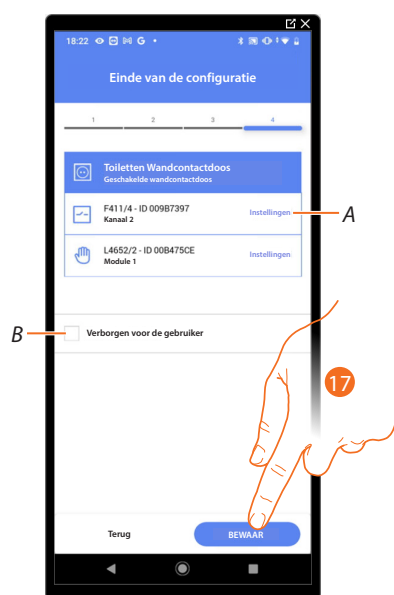 18:22
Einde van de configuratie
1 2 3 4
Toiletten Wandcontactdoos
Geschakelde wandcontactdoos
F411/4 - ID 009B7397
Kanaal 2
Instellingen
A
L4652/2 - ID 00B475CE
Module 1
Instellingen
B
Verborgen voor de gebruiker
17
Terug
BEWAAR